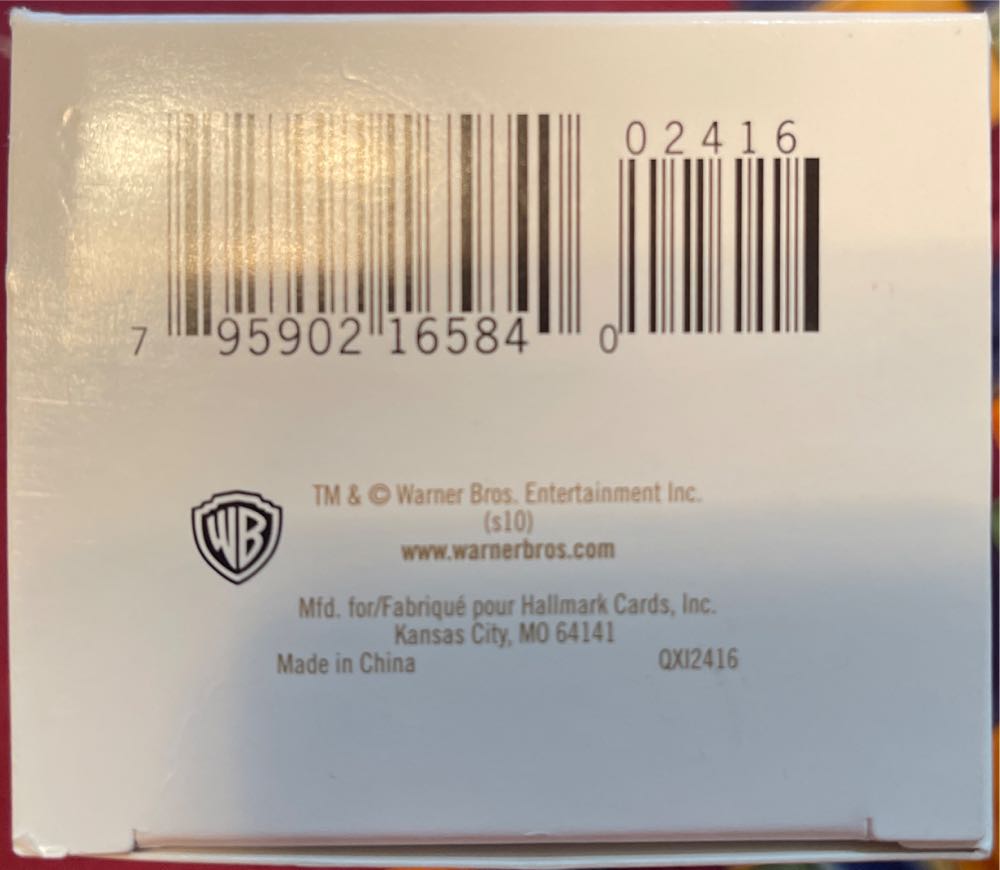 02416
7 95902 16584 0
WB
TM & © Warner Bros. Entertainment Inc.
(s10)
www.warnerbros.com
Mfd. for/Fabriqué pour Hallmark Cards, Inc.
Kansas City, MO 64141
Made in China QXI2416